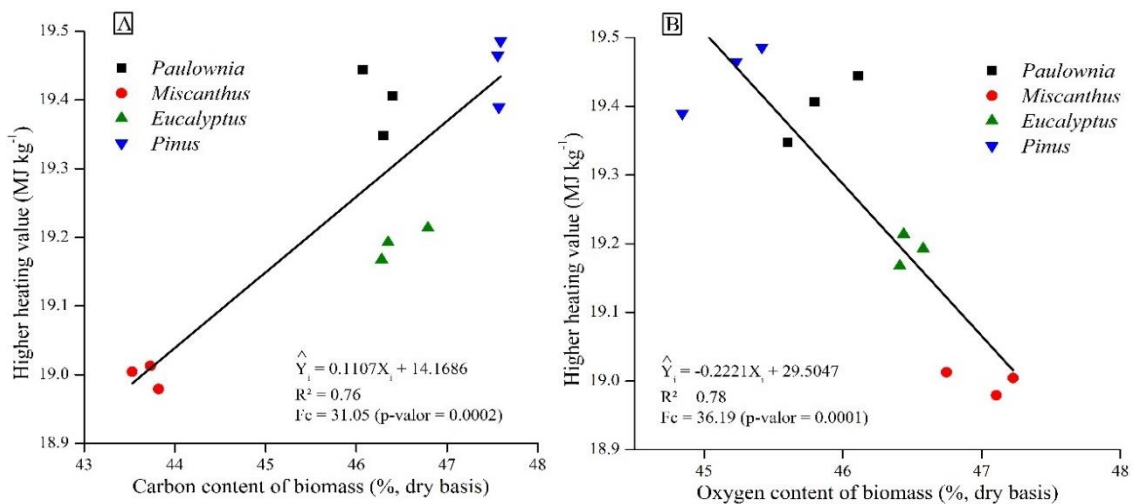 A
Paulownia
Miscanthus
Eucalyptus
Pinus
Higher heating value (MJ kg⁻¹)
19.5
19.4
19.3
19.2
19.1
19.0
18.9
Ŷᵢ = 0.1107Xᵢ + 14.1686
R² = 0.76
Fc = 31.05 (p-valor = 0.0002)
43 44 45 46 47 48
Carbon content of biomass (%, dry basis)
B
Paulownia
Miscanthus
Eucalyptus
Pinus
Higher heating value (MJ kg⁻¹)
19.5
19.4
19.3
19.2
19.1
19.0
18.9
Ŷᵢ = -0.2221Xᵢ + 29.5047
R² 0.78
Fc = 36.19 (p-valor = 0.0001)
45 46 47 48
Oxygen content of biomass (%, dry basis)